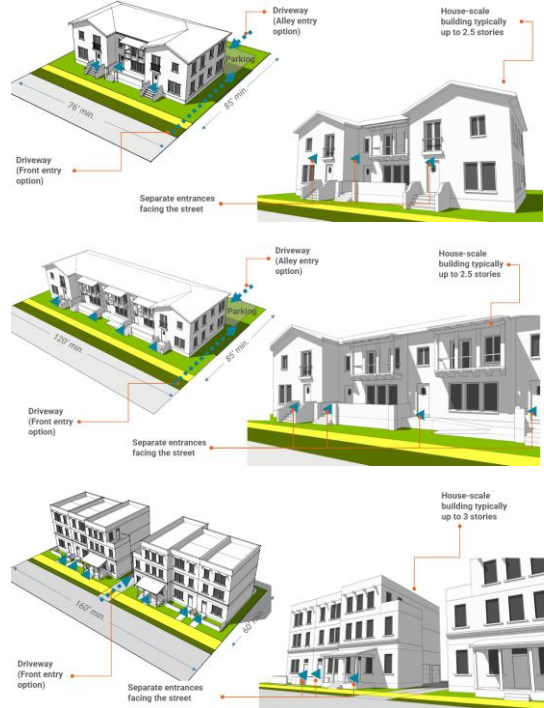 Driveway
(Alley entry
option)
House-scale
building typically
up to 2.5 stories
Parking
76' min.
85' min.
Driveway
(Front entry
option)
Separate entrances
facing the street
Driveway
(Alley entry
option)
House-scale
building typically
up to 2.5 stories
Parking
120' min.
85' min.
Driveway
(Front entry
option)
Separate entrances
facing the street
House-scale
building typically
up to 3 stories
160' min.
60' min.
Driveway
(Front entry
option)
Separate entrances
facing the street